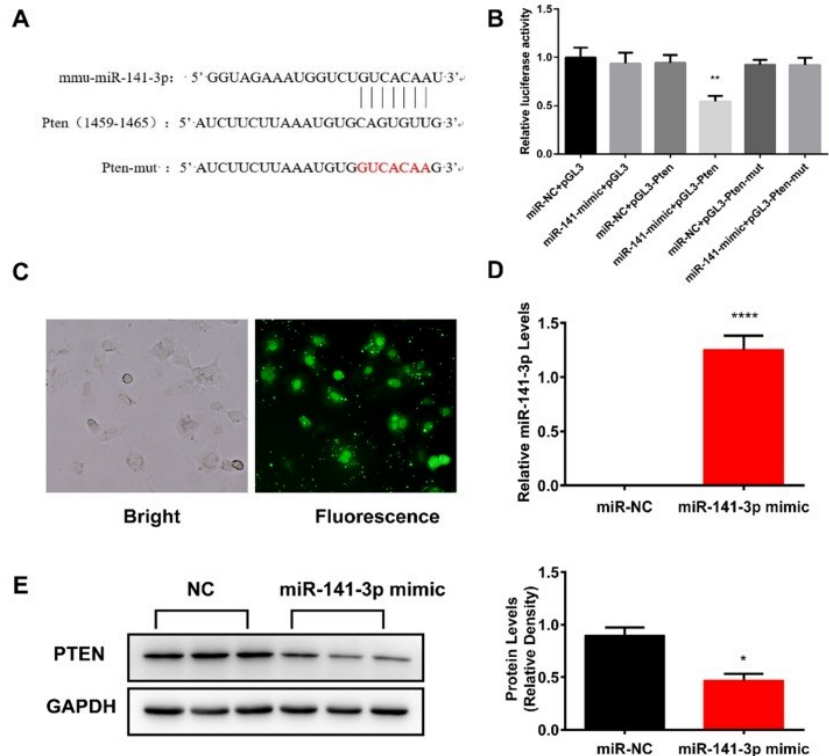 A
mmu-miR-141-3p: 5' GGUAGAAAUGGUCUGUCACAAU 3'
Pten (1459-1465) : 5' AUCUUCUUAAAUGUGCAGUGUUG 3'
Pten-mut : 5' AUCUUCUUAAAUGUGGUCACAAG 3'
B
Relative luciferase activity
1.5
1.0
0.5
0.0
**
miR-NC+pGL3
miR-141-mimic+pGL3
miR-NC+pGL3-Pten
miR-141-mimic+pGL3-Pten
miR-NC+pGL3-Pten-mut
miR-141-mimic+pGL3-Pten-mut
C
Bright
Fluorescence
D
Relative miR-141-3p Levels
1.5
1.0
0.5
0.0
****
miR-NC
miR-141-3p mimic
E
NC
miR-141-3p mimic
PTEN
GAPDH
Protein Levels
(Relative Density)
1.5
1.0
0.5
0.0
*
miR-NC
miR-141-3p mimic